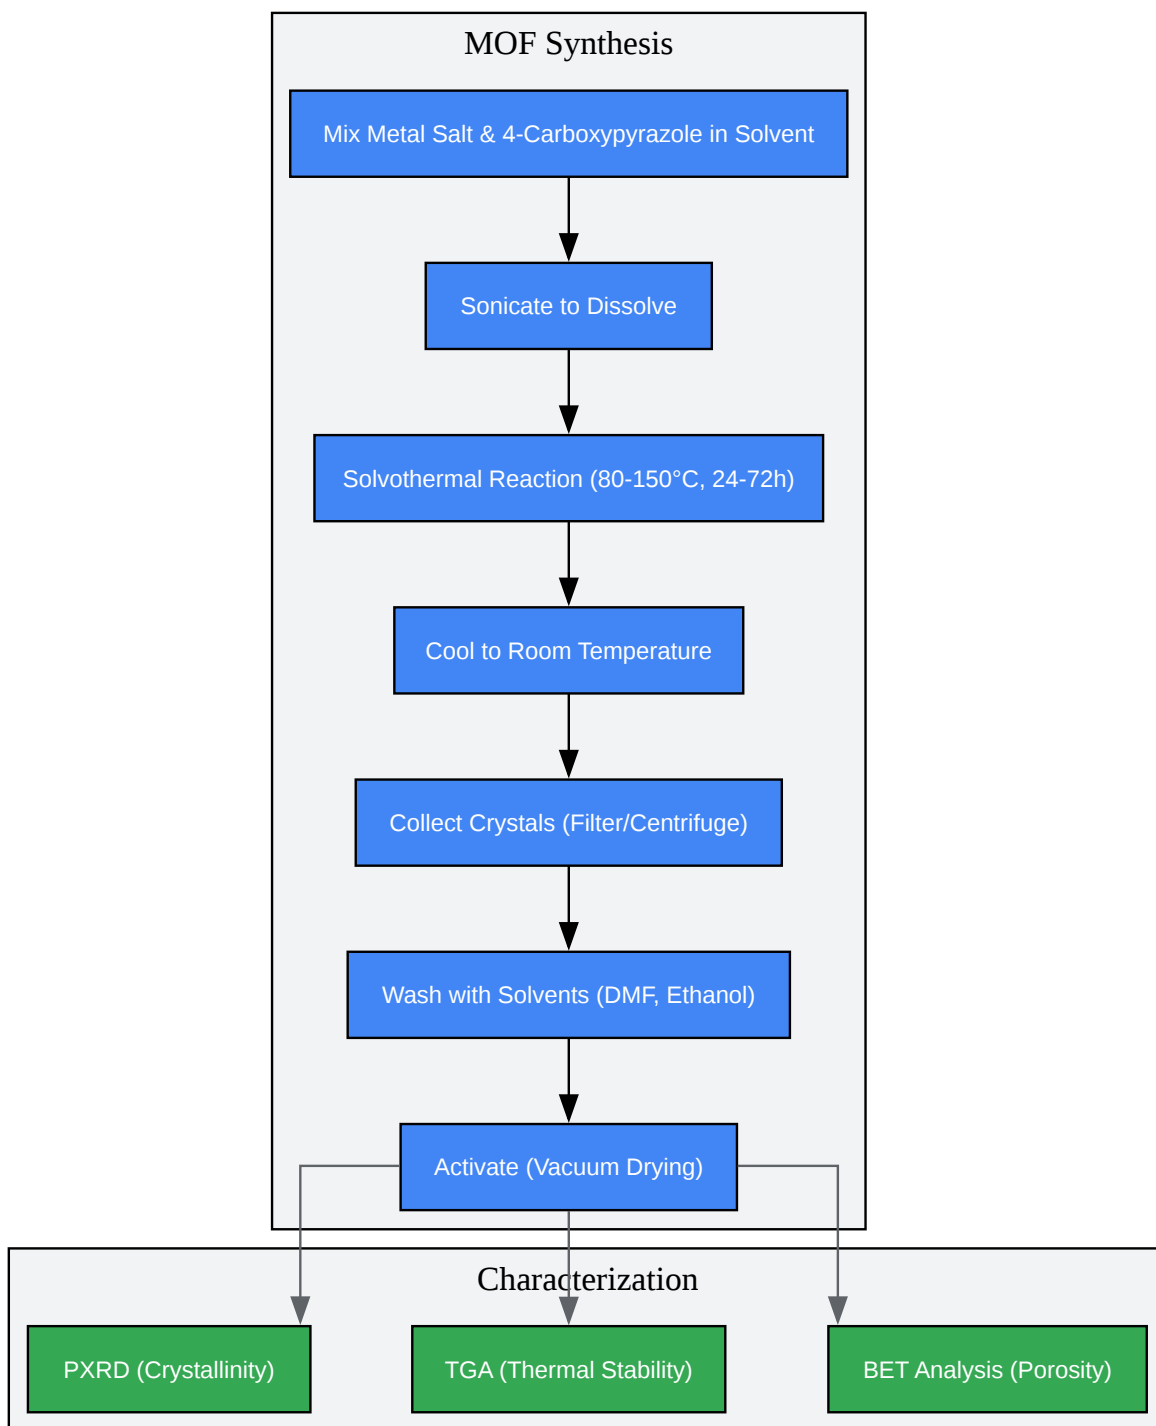 MOF Synthesis
Mix Metal Salt & 4-Carboxypyrazole in Solvent
Sonicate to Dissolve
Solvothermal Reaction (80-150°C, 24-72h)
Cool to Room Temperature
Collect Crystals (Filter/Centrifuge)
Wash with Solvents (DMF, Ethanol)
Activate (Vacuum Drying)
Characterization
PXRD (Crystallinity)
TGA (Thermal Stability)
BET Analysis (Porosity)